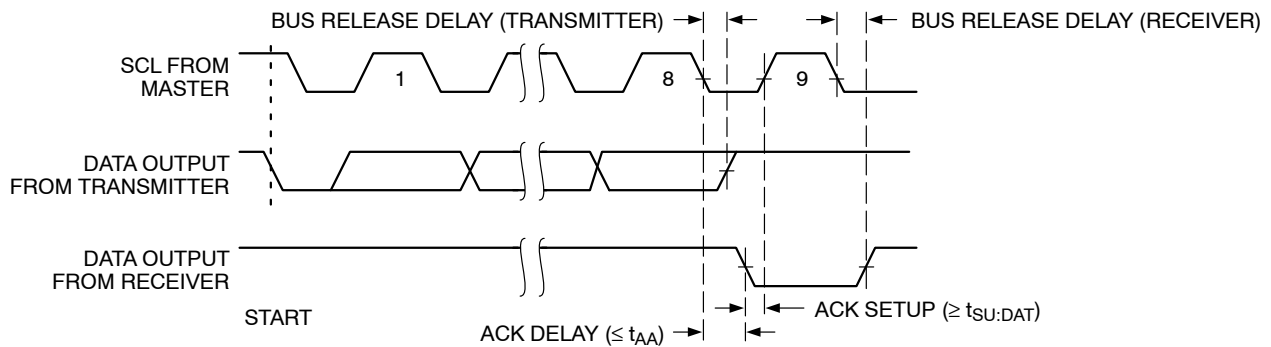 BUS RELEASE DELAY (TRANSMITTER)
BUS RELEASE DELAY (RECEIVER)
SCL FROM
MASTER
1
8
9
DATA OUTPUT
FROM TRANSMITTER
DATA OUTPUT
FROM RECEIVER
START
ACK DELAY (≤ tAA)
ACK SETUP (≥ tSU:DAT)